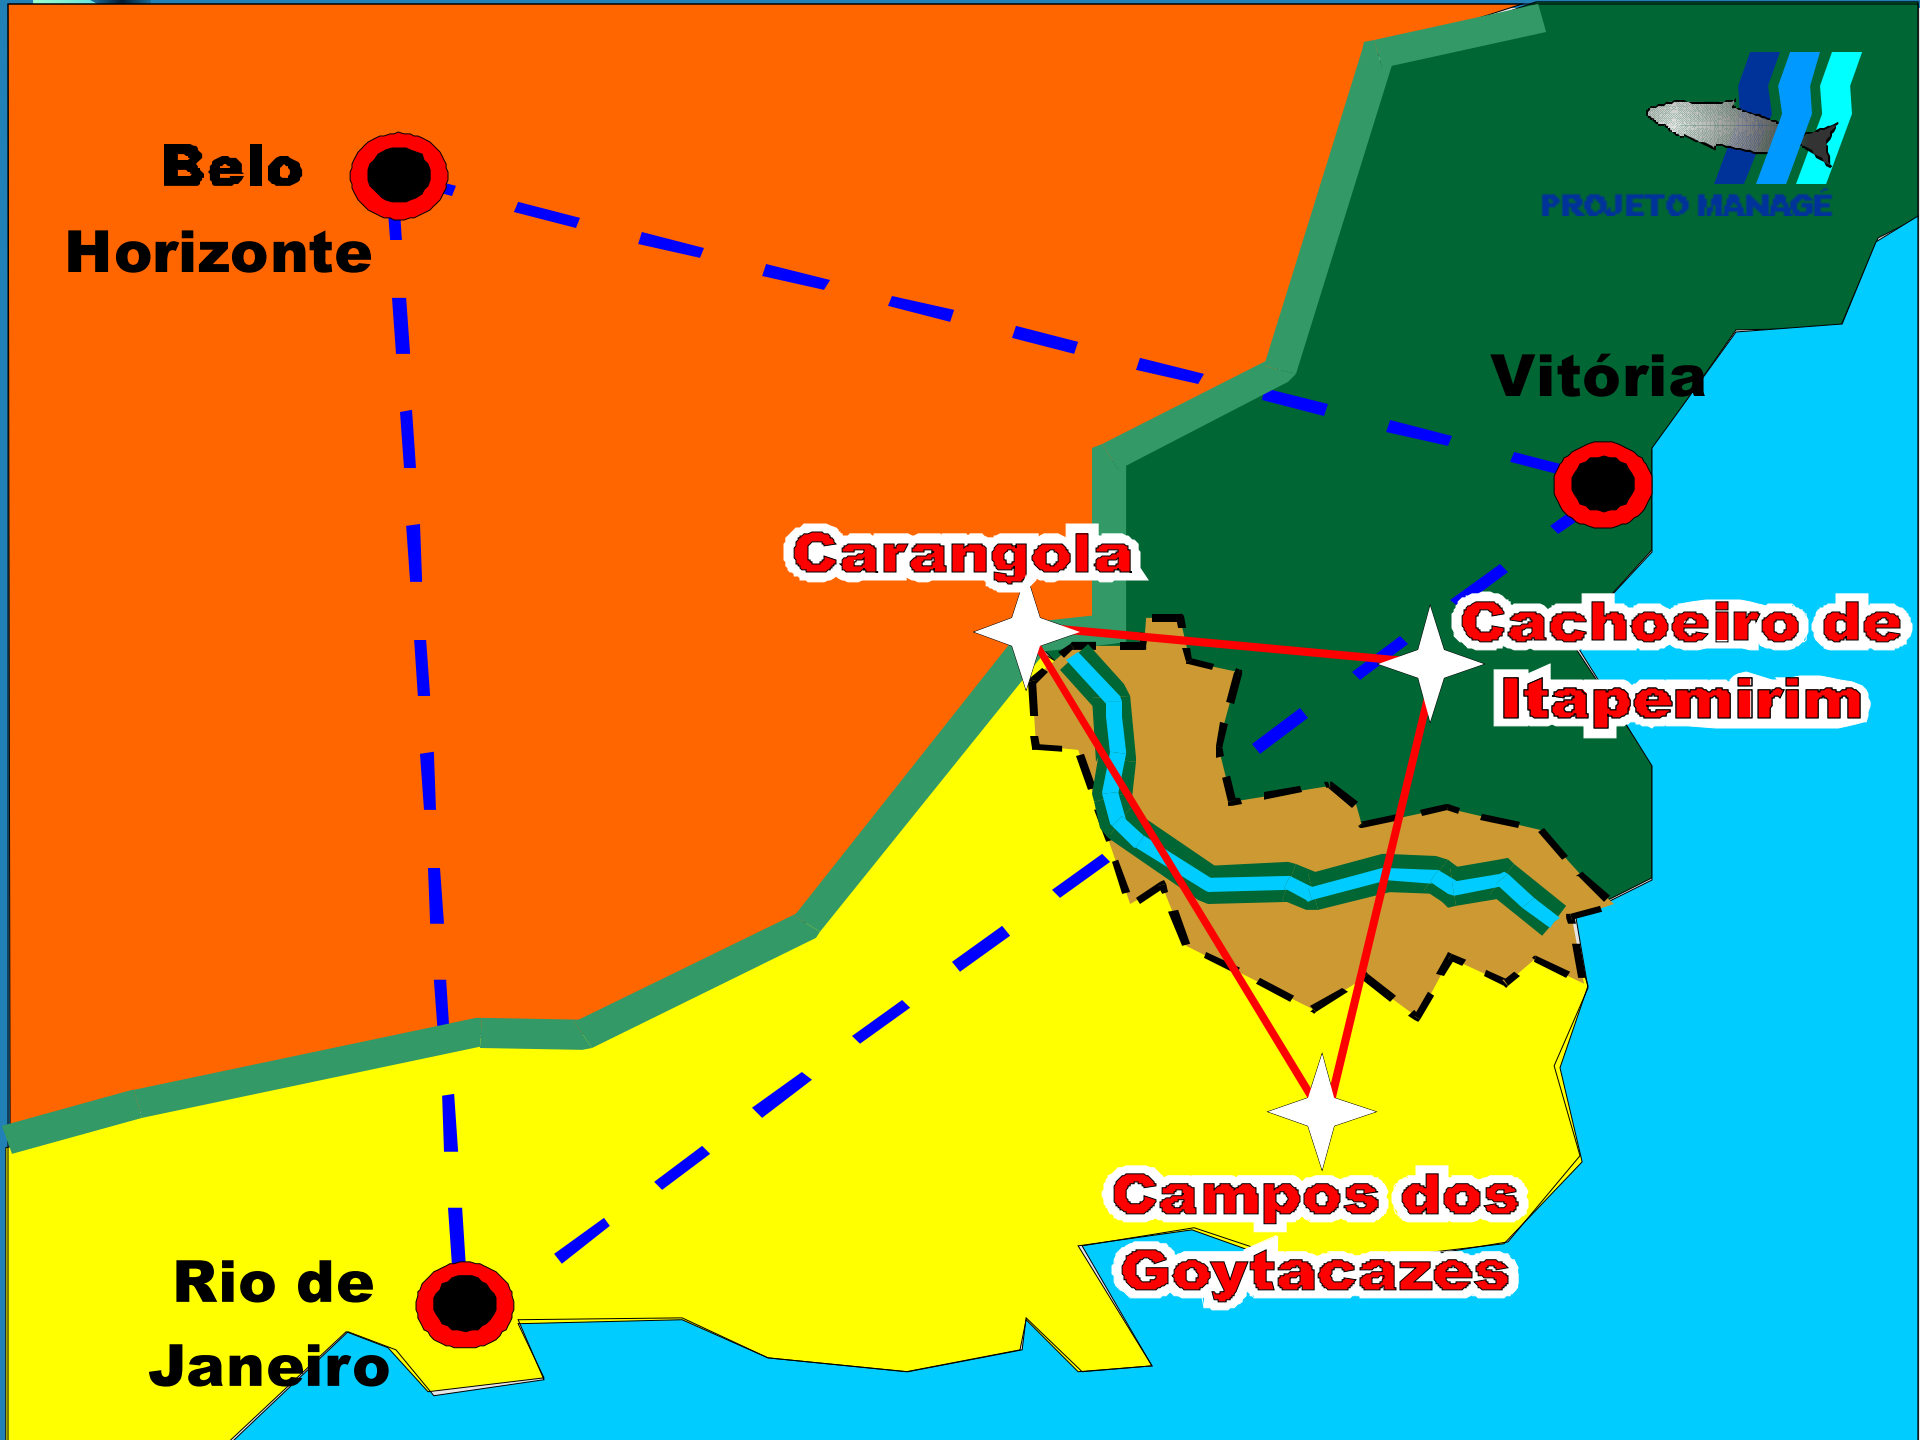 PROJETO MANAGÉ
Belo
Horizonte
Vitória
Carangola
Cachoeiro de
Itapemirim
Campos dos
Goytacazes
Rio de
Janeiro